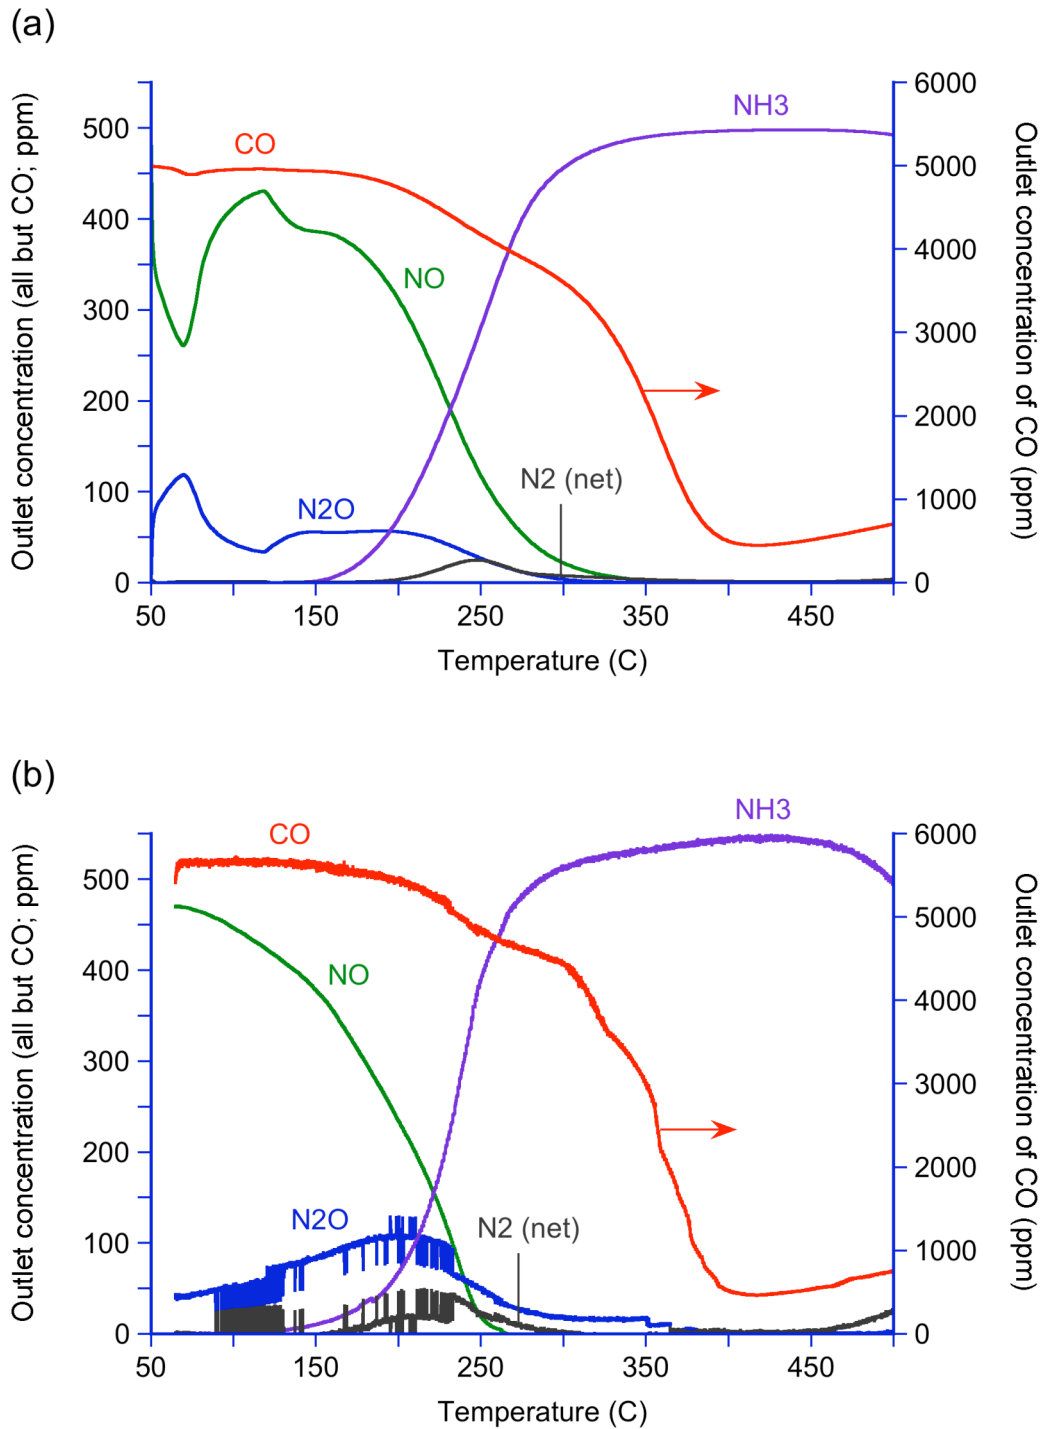 (a)
Outlet concentration (all but CO; ppm)
Outlet concentration of CO (ppm)
500
400
300
200
100
0
6000
5000
4000
3000
2000
1000
0
CO
NH3
NO
N2O
N2 (net)
50 150 250 350 450
Temperature (C)
(b)
Outlet concentration (all but CO; ppm)
Outlet concentration of CO (ppm)
500
400
300
200
100
0
6000
5000
4000
3000
2000
1000
0
CO
NH3
NO
N2O
N2 (net)
50 150 250 350 450
Temperature (C)